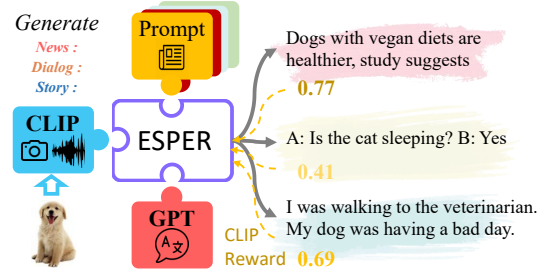 Generate
News :
Dialog :
Story :
Prompt
CLIP
ESPER
GPT
A文
Dogs with vegan diets are
healthier, study suggests
0.77
A: Is the cat sleeping? B: Yes
0.41
I was walking to the veterinarian.
My dog was having a bad day.
CLIP
Reward
0.69